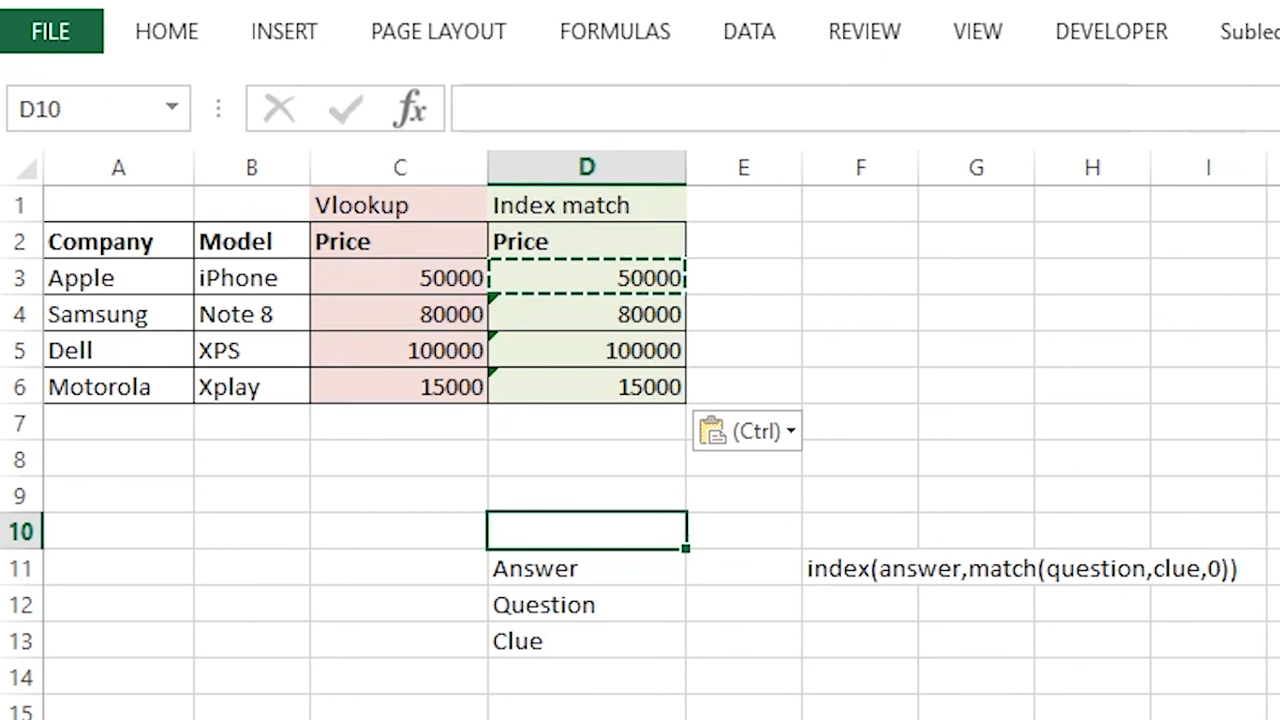 FILE HOME INSERT PAGE LAYOUT FORMULAS DATA REVIEW VIEW DEVELOPER
D10 fx
A B C D E F G H I
1 Vlookup Index match
2 Company Model Price Price
3 Apple iPhone 50000 50000
4 Samsung Note 8 80000 80000
5 Dell XPS 100000 100000
6 Motorola Xplay 15000 15000
7 (Ctrl)
8
9
10
11 Answer index(answer,match(question,clue,0))
12 Question
13 Clue
14
15